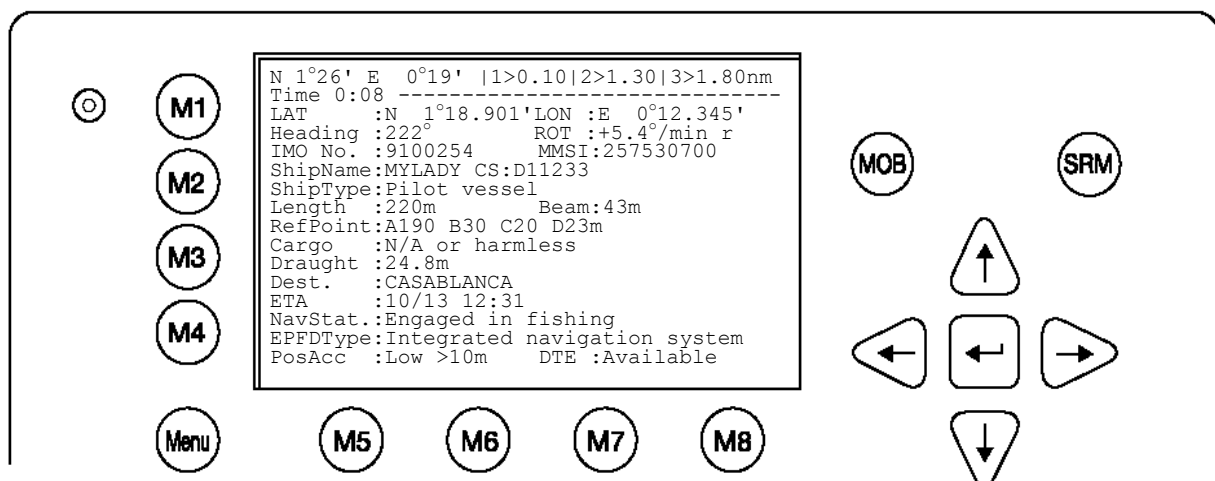 N 1°26' E  0°19' |1>0.10|2>1.30|3>1.80nm
Time 0:08 ------------------------------
LAT      :N  1°18.901'LON :E  0°12.345'
Heading :222°        ROT :+5.4°/min r
IMO No. :9100254     MMSI:257530700
ShipName:MYLADY CS:D11233
ShipType:Pilot vessel
Length  :220m        Beam:43m
RefPoint:A190 B30 C20 D23m
Cargo   :N/A or harmless
Draught :24.8m
Dest.   :CASABLANCA
ETA     :10/13 12:31
NavStat.:Engaged in fishing
EPFDType:Integrated navigation system
PosAcc  :Low >10m    DTE :Available
M1
M2
M3
M4
Menu
M5
M6
M7
M8
MOB
SRM